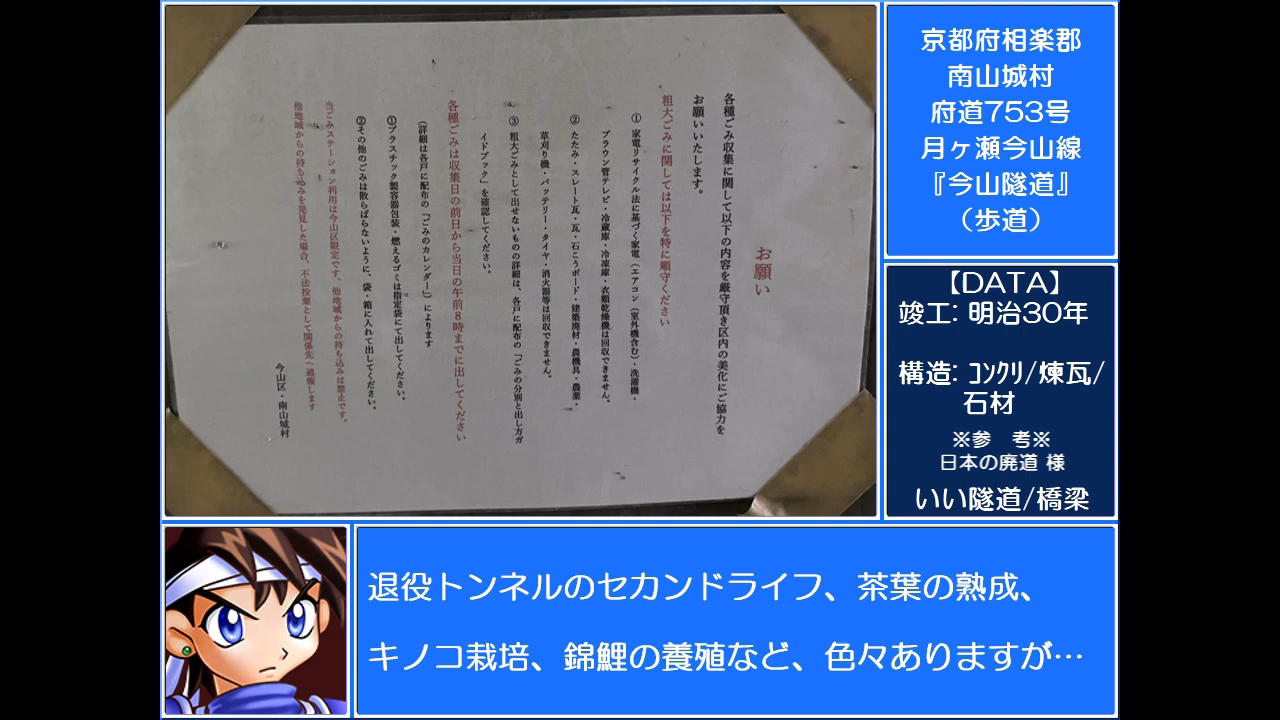 お願い
各種ごみ収集に関して以下の内容を厳守頂き区内の美化にご協力を
お願いいたします。
粗大ごみに関しては以下を特に順守ください
① 家電リサイクル法に基づく家電（エアコン（室外機含む）・洗濯機・
ブラウン管テレビ・冷蔵庫・冷凍庫・衣類乾燥機は回収できません。
② たたみ・スレート瓦・瓦・石こうボード・建築廃材・農機具・農薬・
草刈り機・バッテリー・タイヤ・消火器等は回収できません。
③ 粗大ごみとして出せないものの詳細は、各戸に配布の「ごみの分別と出し方ガ
イドブック」を確認してください。
各種ごみは収集日の前日から当日の午前8時までに出してください
（詳細は各戸に配布の「ごみのカレンダー」）によります
①プラスチック製容器包装・燃えるゴミは指定袋にて出してください。
②その他のごみは散らばらないように、袋・箱に入れて出してください。
当ごみステーション利用は今山区限定です。他地域からの持ち込みは禁止です。
他地域からの持ち込みを発見した場合、不法投棄として関係先へ通報します
今山区・南山城村
京都府相楽郡
南山城村
府道753号
月ヶ瀬今山線
『今山隧道』
（歩道）
【DATA】
竣工: 明治30年
構造: ｺﾝｸﾘ/煉瓦/
石材
※参　考※
日本の廃道 様
いい隧道/橋梁
退役トンネルのセカンドライフ、茶葉の熟成、
キノコ栽培、錦鯉の養殖など、色々ありますが…